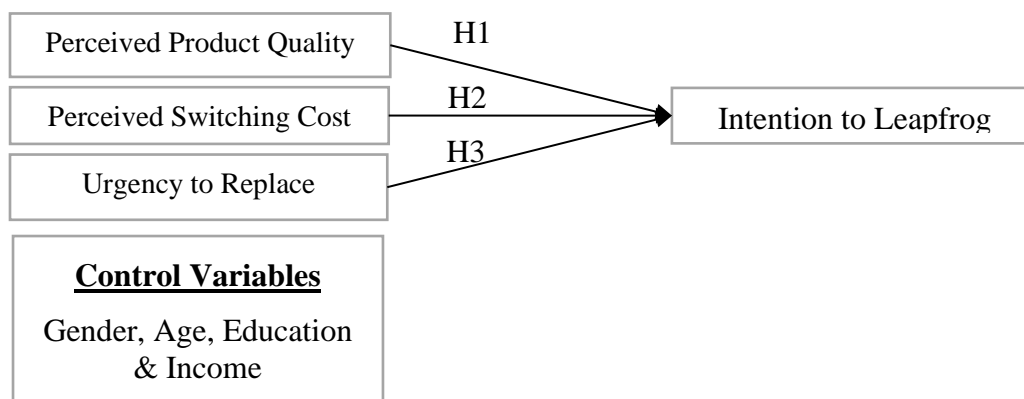 Perceived Product Quality
H1
Perceived Switching Cost
H2
Intention to Leapfrog
H3
Urgency to Replace
Control Variables
Gender, Age, Education
& Income